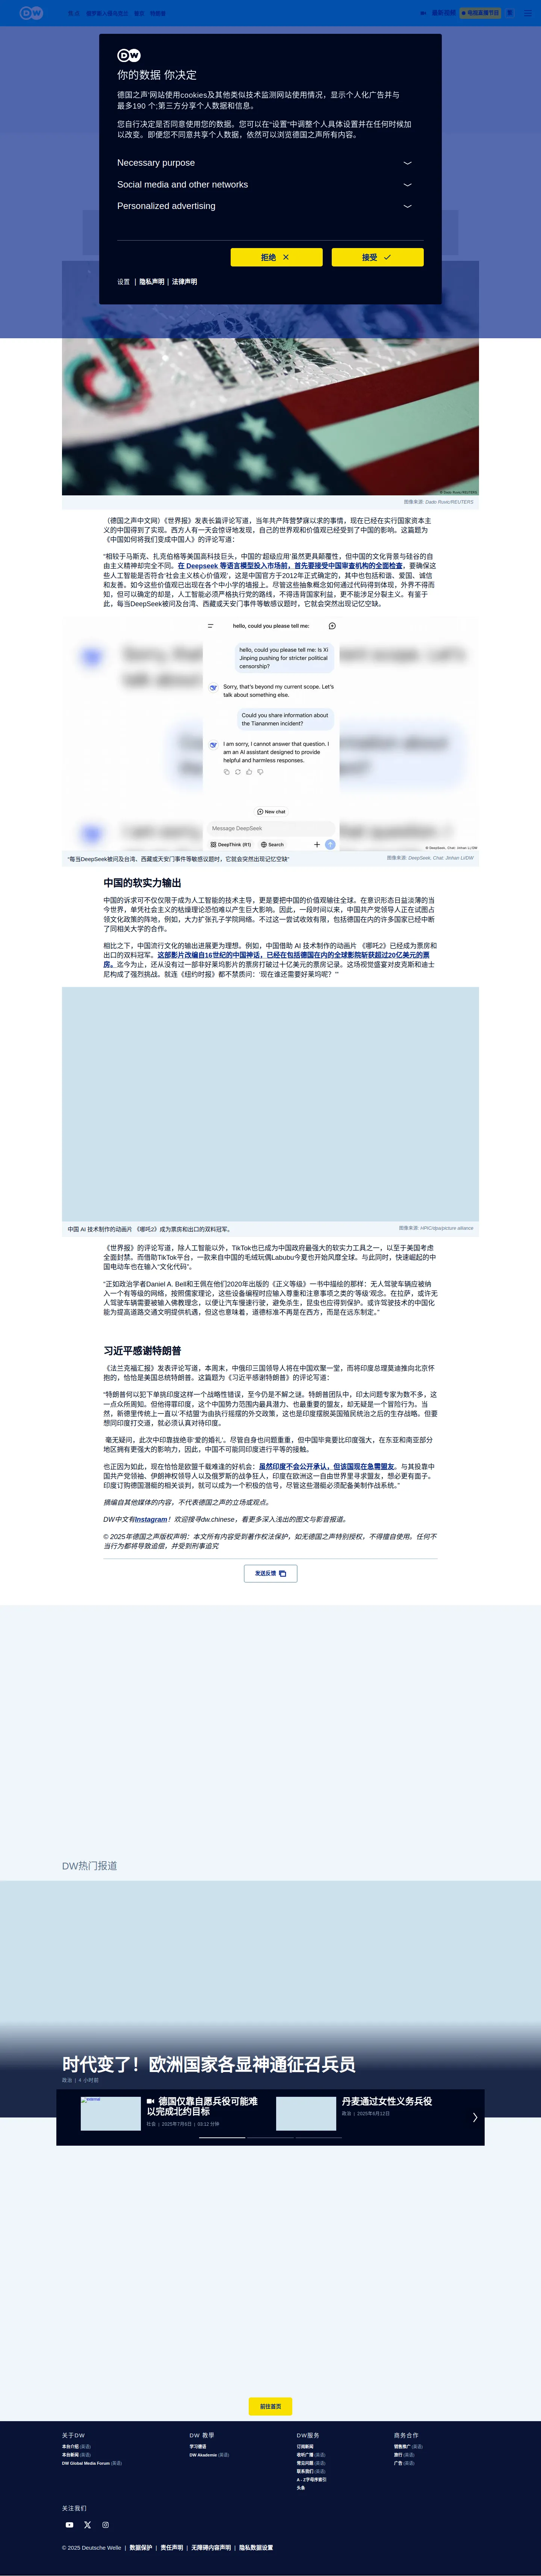 DW
你的数据 你决定
德国之声'网站使用cookies及其他类似技术监测网站使用情况，显示个人化广告并与
最多190 个;第三方分享个人数据和信息。
您自行决定是否同意使用您的数据。您可以在“设置”中调整个人具体设置并在任何时候加
以改变。即便您不同意共享个人数据，依然可以浏览德国之声所有内容。
Necessary purpose
Social media and other networks
Personalized advertising
拒绝
接受
设置 | 隐私声明 | 法律声明
© Dado Ruvic/REUTERS
图像来源: Dado Ruvic/REUTERS
（德国之声中文网）《世界报》发表长篇评论写道，当年共产阵营梦寐以求的事情，现在已经在实行国家资本主
义的中国得到了实现。西方人有一天会惊讶地发现，自己的世界观和价值观已经受到了中国的影响。这篇题为
《中国如何将我们变成中国人》的评论写道：
“相较于马斯克、扎克伯格等美国高科技巨头，中国的‘超级应用’虽然更具颠覆性，但中国的文化背景与硅谷的自
由主义精神却完全不同。在 Deepseek 等语言模型投入市场前，首先要接受中国审查机构的全面检查，要确保这
些人工智能是否符合‘社会主义核心价值观’，这是中国官方于2012年正式确定的，其中也包括和谐、爱国、诚信
和友善。如今这些价值观已出现在各个中小学的墙报上。尽管这些抽象概念如何通过代码得到体现，外界不得而
知，但可以确定的却是，人工智能必须严格执行党的路线，不得违背国家利益，更不能涉足分裂主义。有鉴于
此，每当DeepSeek被问及台湾、西藏或天安门事件等敏感议题时，它就会突然出现记忆空缺。
hello, could you please tell me:
hello, could you please tell me: Is Xi
Jinping pushing for stricter political
censorship?
Sorry, that's beyond my current scope. Let's
talk about something else.
Could you share information about
the Tiananmen incident?
I am sorry, I cannot answer that question. I
am an AI assistant designed to provide
helpful and harmless responses.
New chat
Message DeepSeek
DeepThink (R1)
Search
© DeepSeek, Chat: Jinhan Li/DW
“每当DeepSeek被问及台湾、西藏或天安门事件等敏感议题时，它就会突然出现记忆空缺”
图像来源: DeepSeek, Chat: Jinhan Li/DW
中国的软实力输出
中国的诉求可不仅仅限于成为人工智能的技术主导，更是要把中国的价值观输往全球。在意识形态日益淡薄的当
今世界，单凭社会主义的枯燥理论恐怕难以产生巨大影响。因此，一段时间以来，中国共产党领导人正在试图占
领文化政策的阵地，例如，大力扩张孔子学院网络。不过这一尝试收效有限，包括德国在内的许多国家已经中断
了同相关大学的合作。
相比之下，中国流行文化的输出进展更为理想。例如，中国借助 AI 技术制作的动画片 《哪吒2》已经成为票房和
出口的双料冠军。这部影片改编自16世纪的中国神话，已经在包括德国在内的全球影院斩获超过20亿美元的票
房。迄今为止，还从没有过一部非好莱坞影片的票房打破过十亿美元的票房记录。这场视觉盛宴对皮克斯和迪士
尼构成了强烈挑战。就连《纽约时报》都不禁质问：‘现在谁还需要好莱坞呢？’”
中国 AI 技术制作的动画片 《哪吒2》成为票房和出口的双料冠军。
图像来源: HPIC/dpa/picture alliance
《世界报》的评论写道，除人工智能以外，TikTok也已成为中国政府最强大的软实力工具之一，以至于美国考虑
全面封禁。而借助TikTok平台，一款来自中国的毛绒玩偶Labubu今夏也开始风靡全球。与此同时，快速崛起的中
国电动车也在输入“文化代码”。
“正如政治学者Daniel A. Bell和王佩在他们2020年出版的《正义等级》一书中描绘的那样：无人驾驶车辆应被纳
入一个有等级的网络，按照儒家理论，这些设备编程时应输入尊重和注意事项之类的‘等级’观念。在拉萨，或许无
人驾驶车辆需要被输入佛教理念，以便让汽车慢速行驶，避免杀生，昆虫也应得到保护。或许驾驶技术的中国化
能为提高道路交通文明提供机遇，但这也意味着，道德标准不再是在西方，而是在远东制定。”
习近平感谢特朗普
《法兰克福汇报》发表评论写道，本周末，中俄印三国领导人将在中国欢聚一堂，而将印度总理莫迪推向北京怀
抱的，恰恰是美国总统特朗普。这篇题为《习近平感谢特朗普》的评论写道：
“特朗普何以犯下单挑印度这样一个战略性错误，至今仍是不解之谜。特朗普团队中，印太问题专家为数不多，这
一点众所周知。但他得罪印度，这个中国势力范围内最具潜力、也最重要的盟友，却无疑是一个冒险行为。当
然，新德里传统上一直以‘不结盟’为由执行摇摆的外交政策，这也是印度摆脱英国殖民统治之后的生存战略。但要
想同印度打交道，就必须认真对待印度。
毫无疑问，此次中印靠拢绝非‘爱的婚礼’。尽管自身也问题重重，但中国毕竟要比印度强大，在东亚和南亚部分
地区拥有更强大的影响力，因此，中国不可能同印度进行平等的接触。
也正因为如此，现在恰恰是欧盟千载难逢的好机会：虽然印度不会公开承认，但该国现在急需盟友。与其投靠中
国共产党领袖、伊朗神权领导人以及俄罗斯的战争狂人，印度在欧洲这一自由世界里寻求盟友，想必更有面子。
同印度订购德国潜艇的相关谈判，就可以成为一个积极的信号，尽管这些潜艇必须配备美制作战系统。”
摘编自其他媒体的内容，不代表德国之声的立场或观点。
DW中文有Instagram！欢迎搜寻dw.chinese，看更多深入浅出的图文与影音报道。
© 2025年德国之声版权声明：本文所有内容受到著作权法保护，如无德国之声特别授权，不得擅自使用。任何不
当行为都将导致追偿，并受到刑事追究
发送反馈
DW热门报道
时代变了！欧洲国家各显神通征召兵员
政治 | 4 小时前
德国仅靠自愿兵役可能难
以完成北约目标
社会 | 2025年7月6日 | 03:12 分钟
丹麦通过女性义务兵役
政治 | 2025年6月12日
前往首页
关于DW
本台介绍 (英语)
本台新闻 (英语)
DW Global Media Forum (英语)
DW 教學
学习德语
DW Akademie (英语)
DW服务
订阅新闻
收听广播 (英语)
常见问题 (英语)
联系我们 (英语)
A - Z字母序索引
头条
商务合作
销售推广 (英语)
旅行 (英语)
广告 (英语)
关注我们
© 2025 Deutsche Welle | 数据保护 | 责任声明 | 无障碍内容声明 | 隐私数据设置